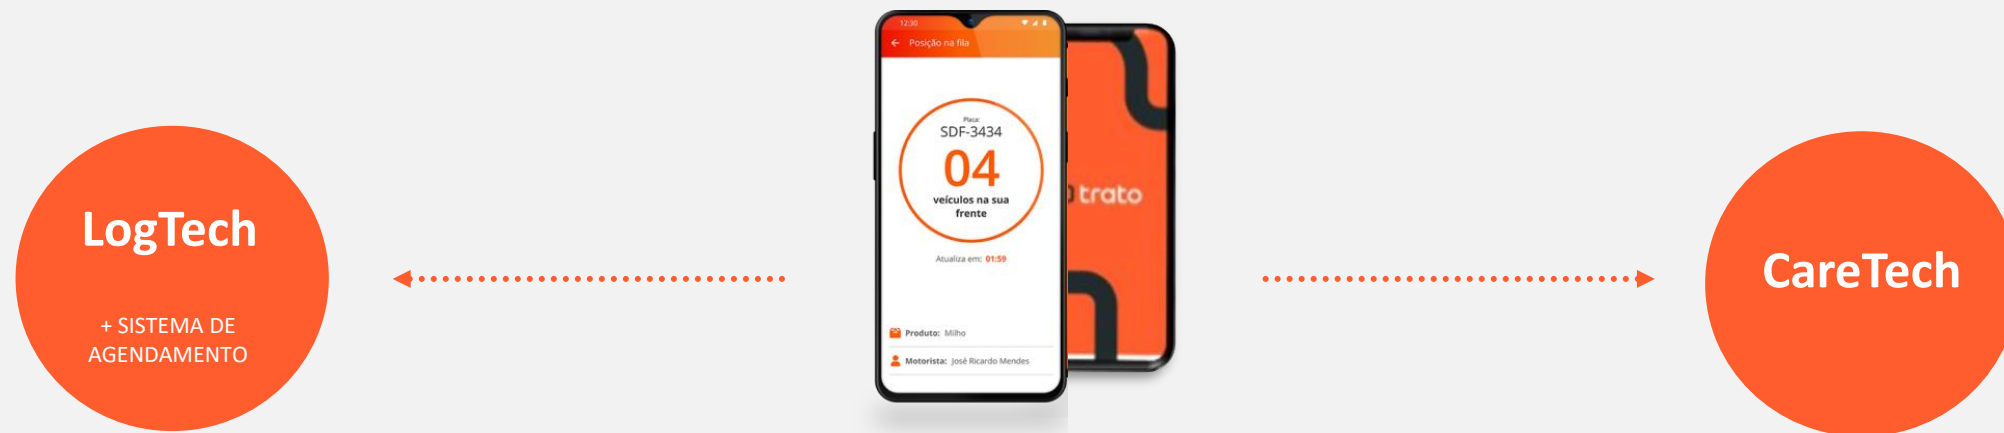 LogTech
+ SISTEMA DE
AGENDAMENTO
12:30
Posição na fila
Placa:
SDF-3434
04
veículos na sua
frente
Atualiza em: 01:59
Produto: Milho
Motorista: José Ricardo Mendes
trato
CareTech